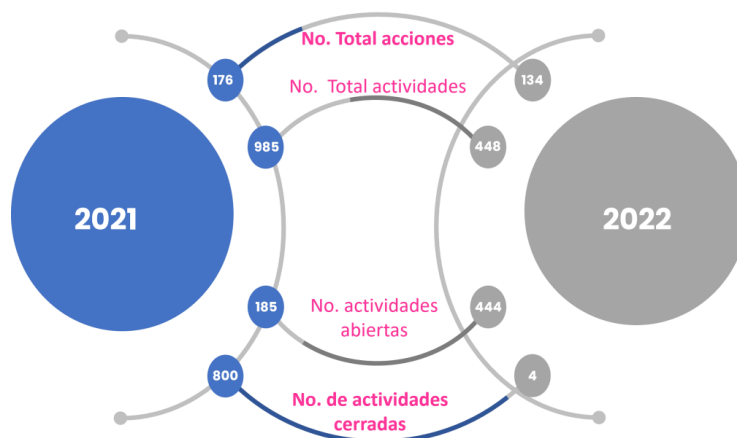 No. Total acciones
176
134
No. Total actividades
985
448
2021
2022
185
444
No. actividades
abiertas
800
4
No. de actividades
cerradas